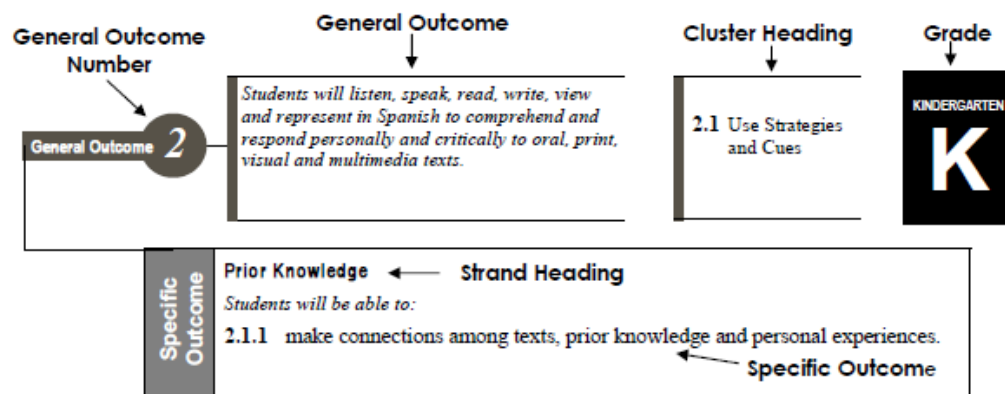 General Outcome
Number
General Outcome
Cluster Heading
Grade
General Outcome 2
Students will listen, speak, read, write, view
and represent in Spanish to comprehend and
respond personally and critically to oral, print,
visual and multimedia texts.
2.1 Use Strategies
and Cues
KINDERGARTEN
K
Specific
Outcome
Prior Knowledge
Strand Heading
Students will be able to:
2.1.1 make connections among texts, prior knowledge and personal experiences.
Specific Outcome